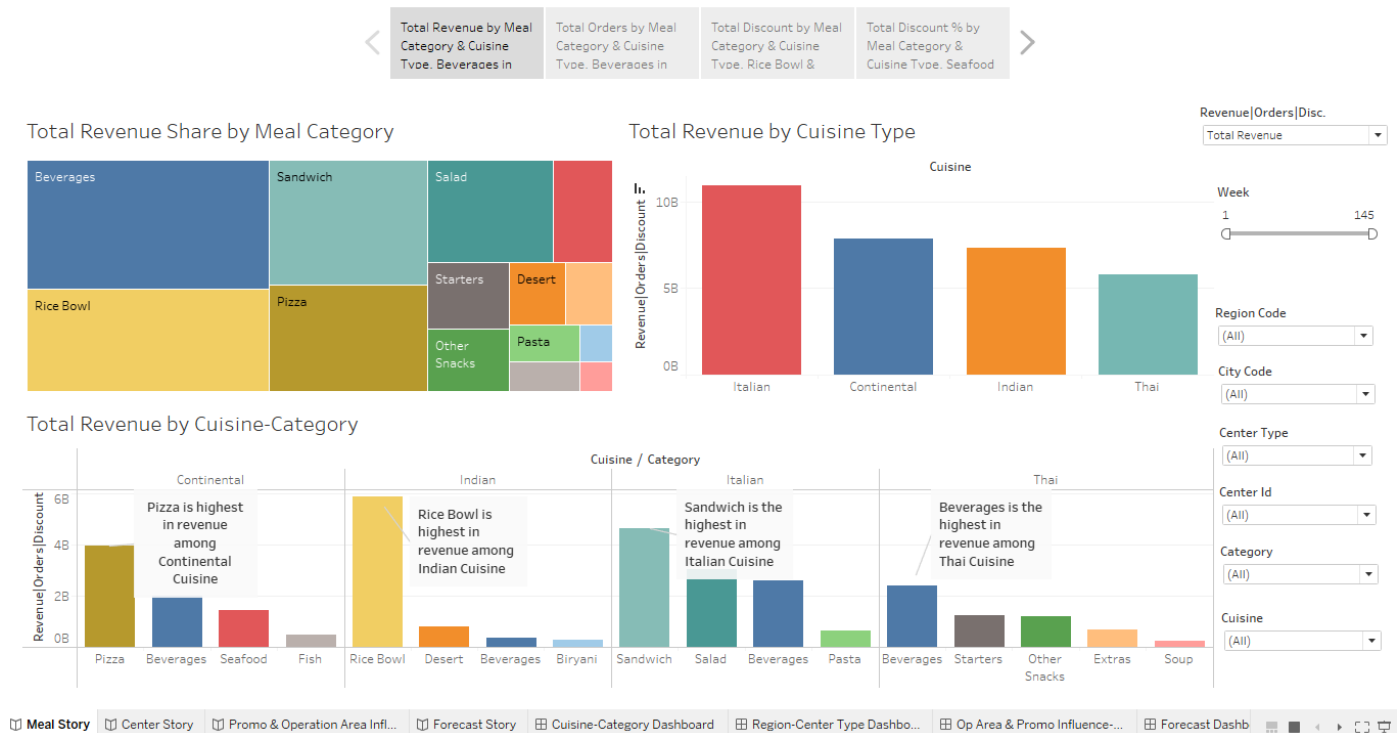 Total Revenue by Meal
Category & Cuisine
Type. Beverages in
Total Orders by Meal
Category & Cuisine
Type. Beverages in
Total Discount by Meal
Category & Cuisine
Type. Rice Bowl &
Total Discount % by
Meal Category &
Cuisine Type. Seafood
Total Revenue Share by Meal Category
Beverages
Sandwich
Salad
Rice Bowl
Pizza
Starters
Desert
Other
Snacks
Pasta
Total Revenue by Cuisine Type
Cuisine
Revenue|Orders|Discount
10B
5B
0B
Italian
Continental
Indian
Thai
Revenue|Orders|Disc.
Total Revenue
Week
1
145
Region Code
(All)
City Code
(All)
Center Type
(All)
Center Id
(All)
Category
(All)
Cuisine
(All)
Total Revenue by Cuisine-Category
Cuisine / Category
Continental
Indian
Italian
Thai
Revenue|Orders|Discount
6B
4B
2B
0B
Pizza is highest
in revenue
among
Continental
Cuisine
Rice Bowl is
highest in
revenue among
Indian Cuisine
Sandwich is the
highest in
revenue among
Italian Cuisine
Beverages is the
highest in
revenue among
Thai Cuisine
Pizza
Beverages
Seafood
Fish
Rice Bowl
Desert
Beverages
Biryani
Sandwich
Salad
Beverages
Pasta
Beverages
Starters
Other
Snacks
Extras
Soup
Meal Story
Center Story
Promo & Operation Area Infl...
Forecast Story
Cuisine-Category Dashboard
Region-Center Type Dashbo...
Op Area & Promo Influence-...
Forecast Dashb